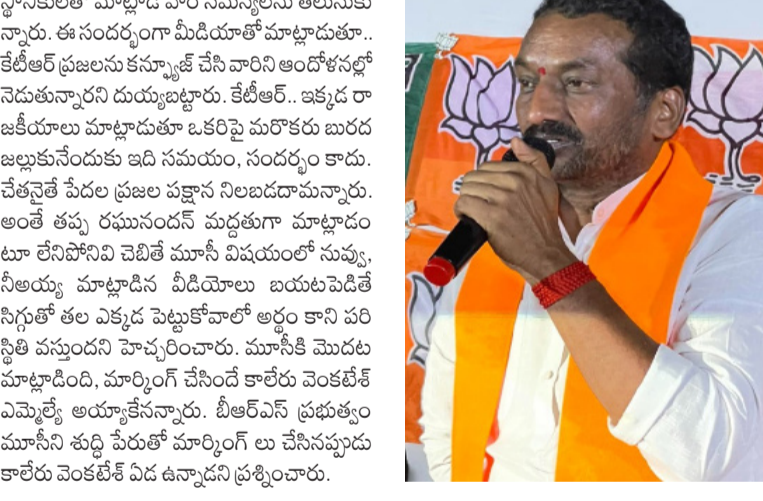 స్థానికులతో మాట్లాడి వారి సమస్యలను తెలుసుకు
న్నారు. ఈ సందర్భంగా మీడియాతో మాట్లాడుతూ..
కేటీఆర్ ప్రజలను కన్ఫ్యూజ్ చేసి వారిని ఆందోళనల్లో
నెడుతున్నారని దుయ్యబట్టారు. కేటీఆర్.. ఇక్కడ రా
జకీయాలు మాట్లాడుతూ ఒకరిపై మరొకరు బురద
జల్లుకునేందుకు ఇది సమయం, సందర్భం కాదు.
చేతనైతే పేదల ప్రజల పక్షాన నిలబడదామన్నారు.
అంతే తప్ప రఘునందన్ మద్దతుగా మాట్లాడం
టూ లేనిపోనివి చెబితే మూసీ విషయంలో నువ్వు,
నీఅయ్య మాట్లాడిన వీడియోలు బయటపెడితే
సిగ్గుతో తల ఎక్కడ పెట్టుకోవాలో అర్థం కాని పరి
స్థితి వస్తుందని హెచ్చరించారు. మూసీకి మొదట
మాట్లాడింది, మార్కింగ్ చేసిందే కాలేరు వెంకటేశ్
ఎమ్మెల్యే అయ్యాకేనన్నారు. బీఆర్ఎస్ ప్రభుత్వం
మూసీని శుద్ధి పేరుతో మార్కింగ్ లు చేసినప్పుడు
కాలేరు వెంకటేశ్ ఏడ ఉన్నాడని ప్రశ్నించారు.